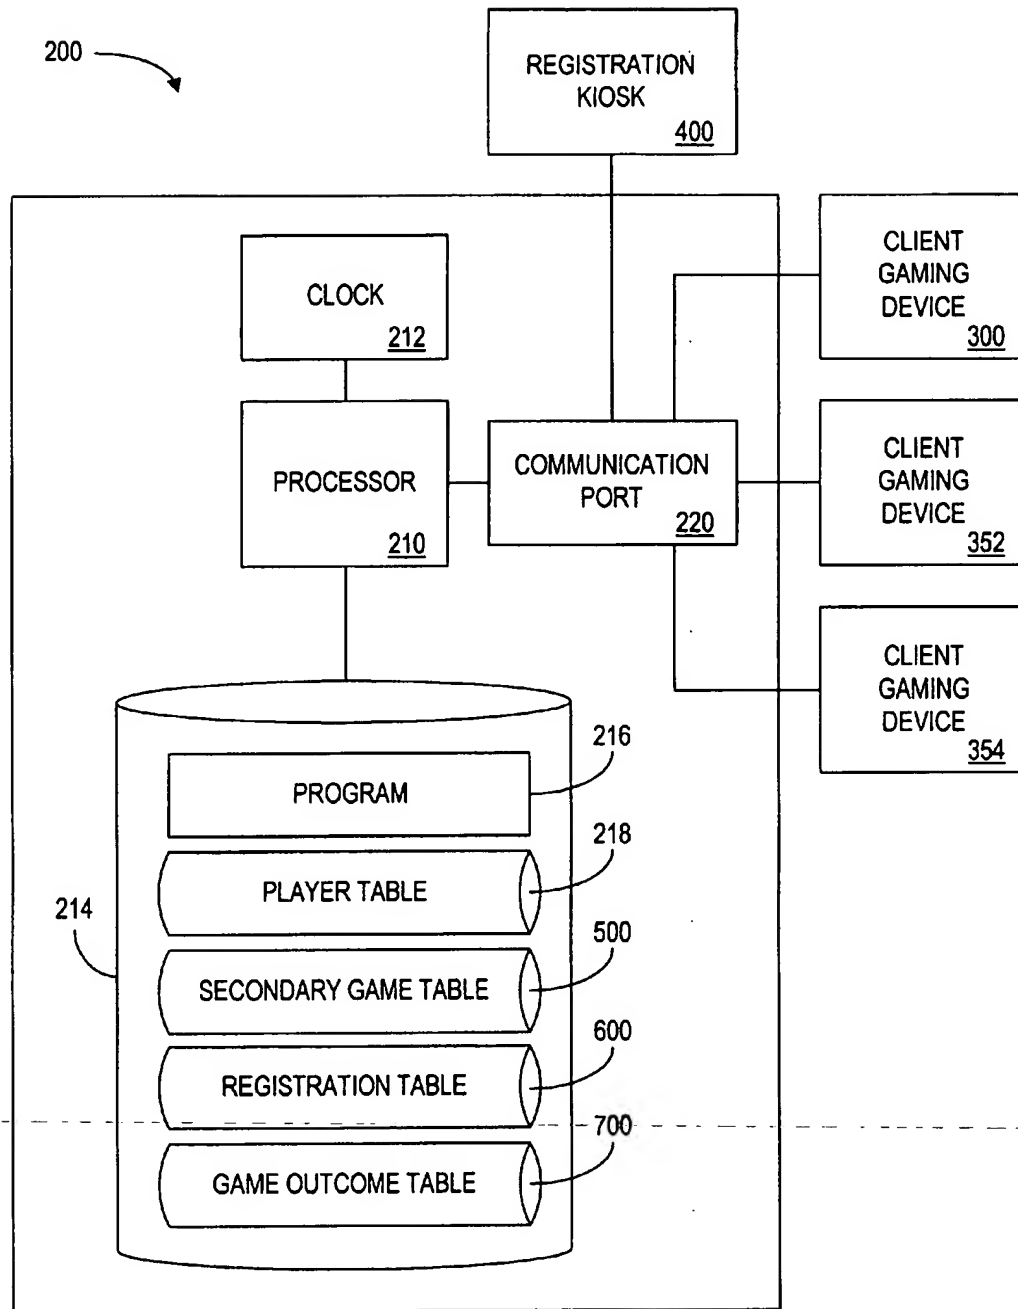 200
REGISTRATION
KIOSK
400
CLOCK
212
CLIENT
GAMING
DEVICE
300
PROCESSOR
210
COMMUNICATION
PORT
220
CLIENT
GAMING
DEVICE
352
CLIENT
GAMING
DEVICE
354
PROGRAM
216
PLAYER TABLE
218
214
SECONDARY GAME TABLE
500
REGISTRATION TABLE
600
GAME OUTCOME TABLE
700